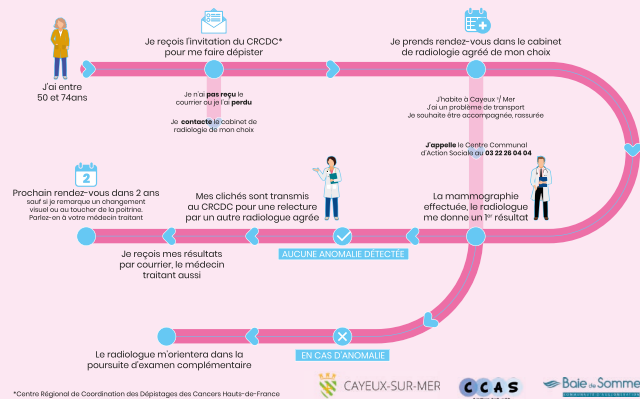 Je reçois l'invitation du CRCDC*
pour me faire dépister
Je prends rendez-vous dans le cabinet
de radiologie agréé de mon choix
J'ai entre
50 et 74ans
Je n'ai pas reçu le
courrier ou je l'ai perdu
Je contacte le cabinet de
radiologie de mon choix
J'habite à Cayeux s/ Mer
J'ai un problème de transport
Je souhaite être accompagnée, rassurée
J'appelle le Centre Communal
d'Action Sociale au 03 22 26 04 04
2
Prochain rendez-vous dans 2 ans
sauf si je remarque un changement
visuel ou au toucher de la poitrine.
Parlez-en à votre médecin traitant
Mes clichés sont transmis
au CRCDC pour une relecture
par un autre radiologue agrée
La mammographie
effectuée, le radiologue
me donne un 1er résultat
Je reçois mes résultats
par courrier, le médecin
traitant aussi
AUCUNE ANOMALIE DÉTECTÉE
Le radiologue m'orientera dans la
poursuite d'examen complémentaire
EN CAS D'ANOMALIE
*Centre Régional de Coordination des Dépistages des Cancers Hauts-de-France
CAYEUX-SUR-MER
CCAS
Baie de Somme